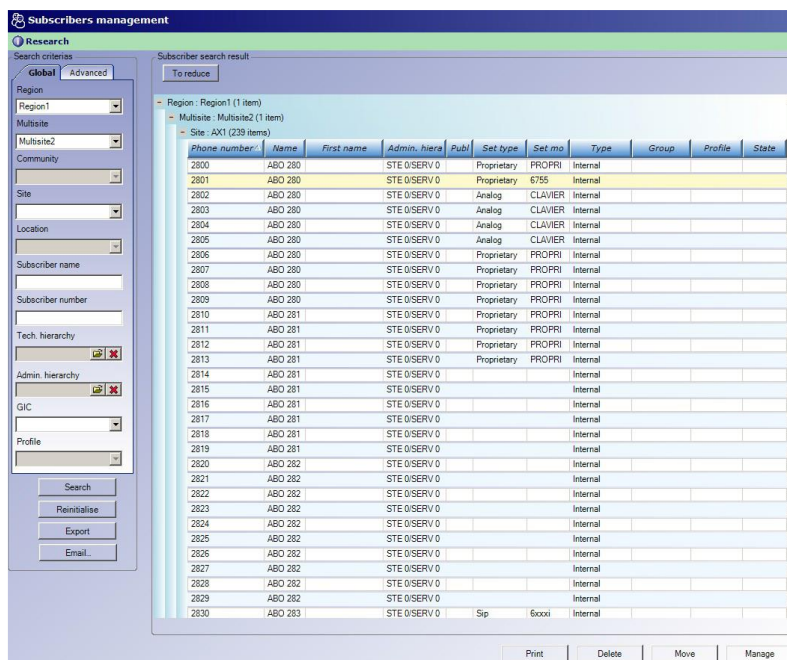 Subscribers management
Research
Search criterias
Global Advanced
Region
Region1
Multisite
Multisite2
Community
Site
Location
Subscriber name
Subscriber number
Tech. hierarchy
Admin. hierarchy
GIC
Profile
Search
Reinitialise
Export
Email..
Subscriber search result
To reduce
Region : Region1 (1 item)
Multisite : Multisite2 (1 item)
Site : AX1 (239 items)
Phone number Name First name Admin. hiera Publ Set type Set mo Type Group Profile State
2800 ABO 280 STE 0/SERV 0 Proprietary PROPRI Internal
2801 ABO 280 STE 0/SERV 0 Proprietary 6755 Internal
2802 ABO 280 STE 0/SERV 0 Analog CLAVIER Internal
2803 ABO 280 STE 0/SERV 0 Analog CLAVIER Internal
2804 ABO 280 STE 0/SERV 0 Analog CLAVIER Internal
2805 ABO 280 STE 0/SERV 0 Analog CLAVIER Internal
2806 ABO 280 STE 0/SERV 0 Proprietary PROPRI Internal
2807 ABO 280 STE 0/SERV 0 Proprietary PROPRI Internal
2808 ABO 280 STE 0/SERV 0 Proprietary PROPRI Internal
2809 ABO 280 STE 0/SERV 0 Proprietary PROPRI Internal
2810 ABO 281 STE 0/SERV 0 Proprietary PROPRI Internal
2811 ABO 281 STE 0/SERV 0 Proprietary PROPRI Internal
2812 ABO 281 STE 0/SERV 0 Proprietary PROPRI Internal
2813 ABO 281 STE 0/SERV 0 Proprietary PROPRI Internal
2814 ABO 281 STE 0/SERV 0 Internal
2815 ABO 281 STE 0/SERV 0 Internal
2816 ABO 281 STE 0/SERV 0 Internal
2817 ABO 281 STE 0/SERV 0 Internal
2818 ABO 281 STE 0/SERV 0 Internal
2819 ABO 281 STE 0/SERV 0 Internal
2820 ABO 282 STE 0/SERV 0 Internal
2821 ABO 282 STE 0/SERV 0 Internal
2822 ABO 282 STE 0/SERV 0 Internal
2823 ABO 282 STE 0/SERV 0 Internal
2824 ABO 282 STE 0/SERV 0 Internal
2825 ABO 282 STE 0/SERV 0 Internal
2826 ABO 282 STE 0/SERV 0 Internal
2827 ABO 282 STE 0/SERV 0 Internal
2828 ABO 282 STE 0/SERV 0 Internal
2829 ABO 282 STE 0/SERV 0 Internal
2830 ABO 283 STE 0/SERV 0 Sip 6xxxi Internal
Print Delete Move Manage